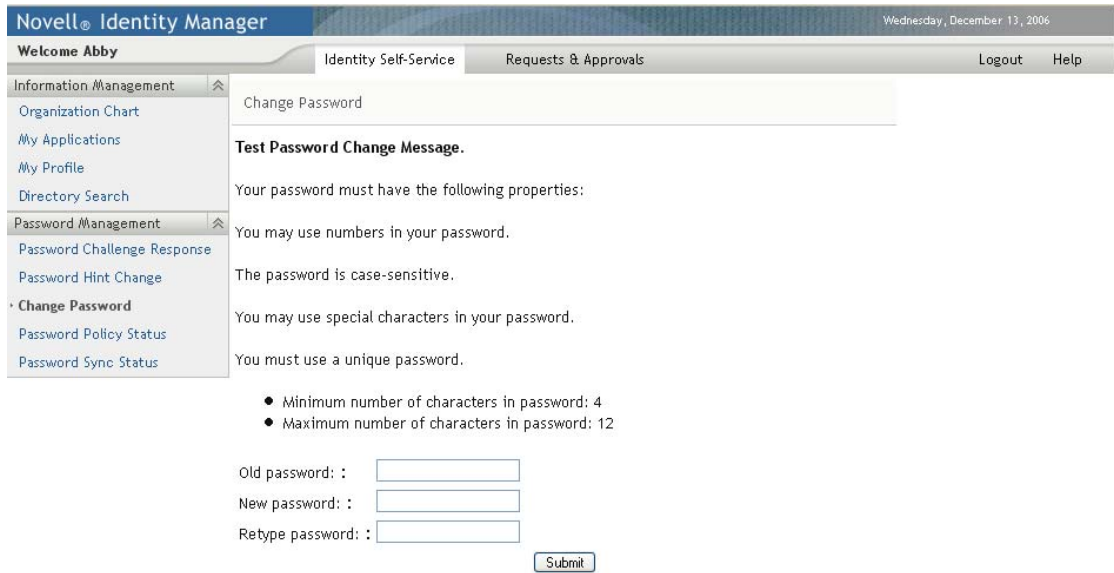 Novell® Identity Manager
Wednesday, December 13, 2006
Welcome Abby
Identity Self-Service
Requests & Approvals
Logout
Help
Information Management
Organization Chart
My Applications
My Profile
Directory Search
Password Management
Password Challenge Response
Password Hint Change
Change Password
Password Policy Status
Password Sync Status
Change Password
Test Password Change Message.
Your password must have the following properties:
You may use numbers in your password.
The password is case-sensitive.
You may use special characters in your password.
You must use a unique password.
● Minimum number of characters in password: 4
● Maximum number of characters in password: 12
Old password: :
New password: :
Retype password: :
Submit